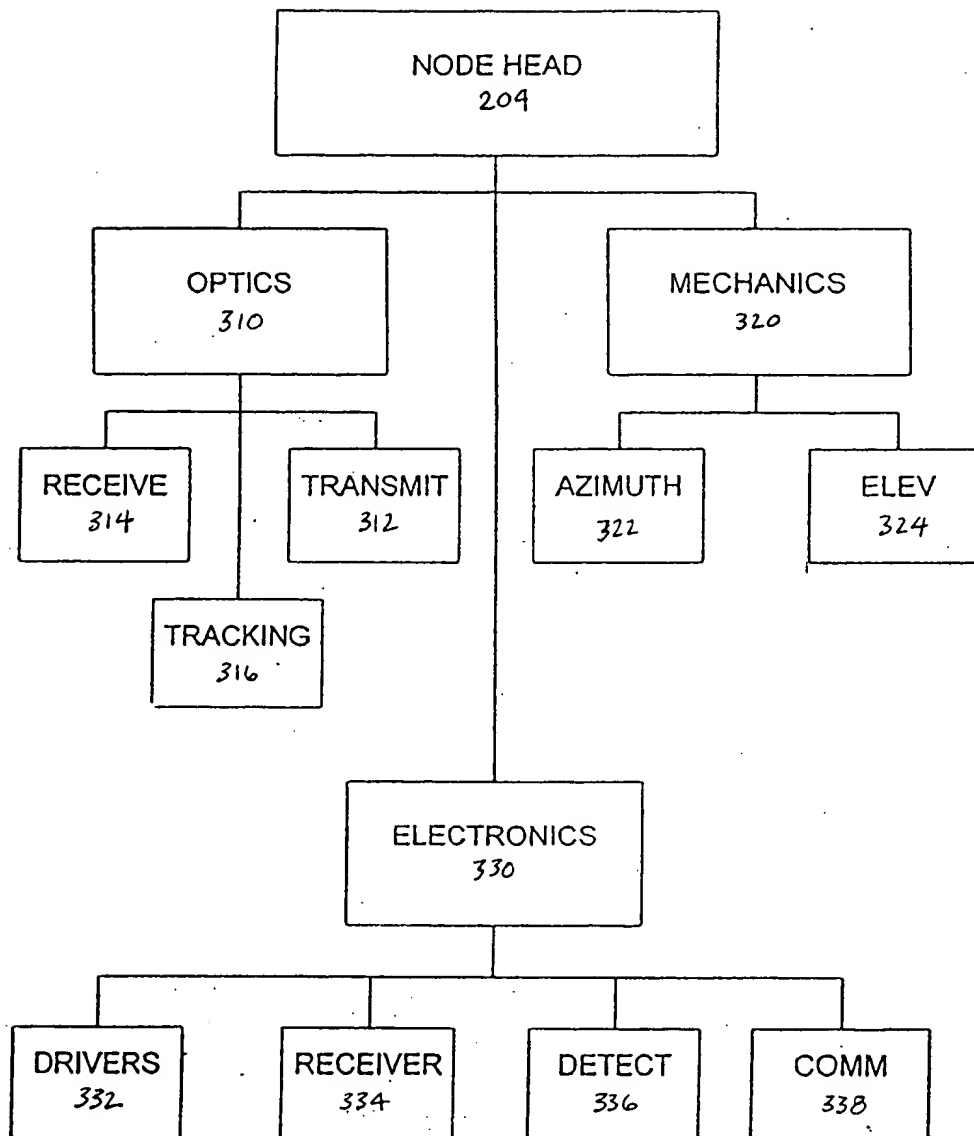 NODE HEAD
204
OPTICS
310
MECHANICS
320
RECEIVE
314
TRANSMIT
312
AZIMUTH
322
ELEV
324
TRACKING
316
ELECTRONICS
330
DRIVERS
332
RECEIVER
334
DETECT
336
COMM
338